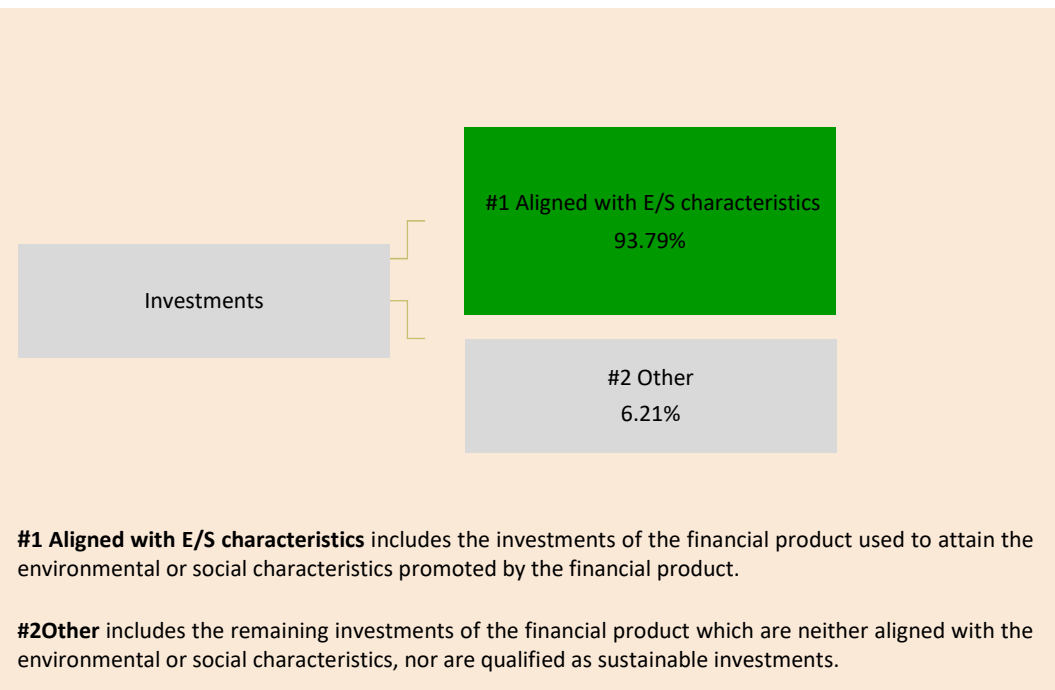 #1 Aligned with E/S characteristics
93.79%
Investments
#2 Other
6.21%
#1 Aligned with E/S characteristics includes the investments of the financial product used to attain the
environmental or social characteristics promoted by the financial product.
#2Other includes the remaining investments of the financial product which are neither aligned with the
environmental or social characteristics, nor are qualified as sustainable investments.